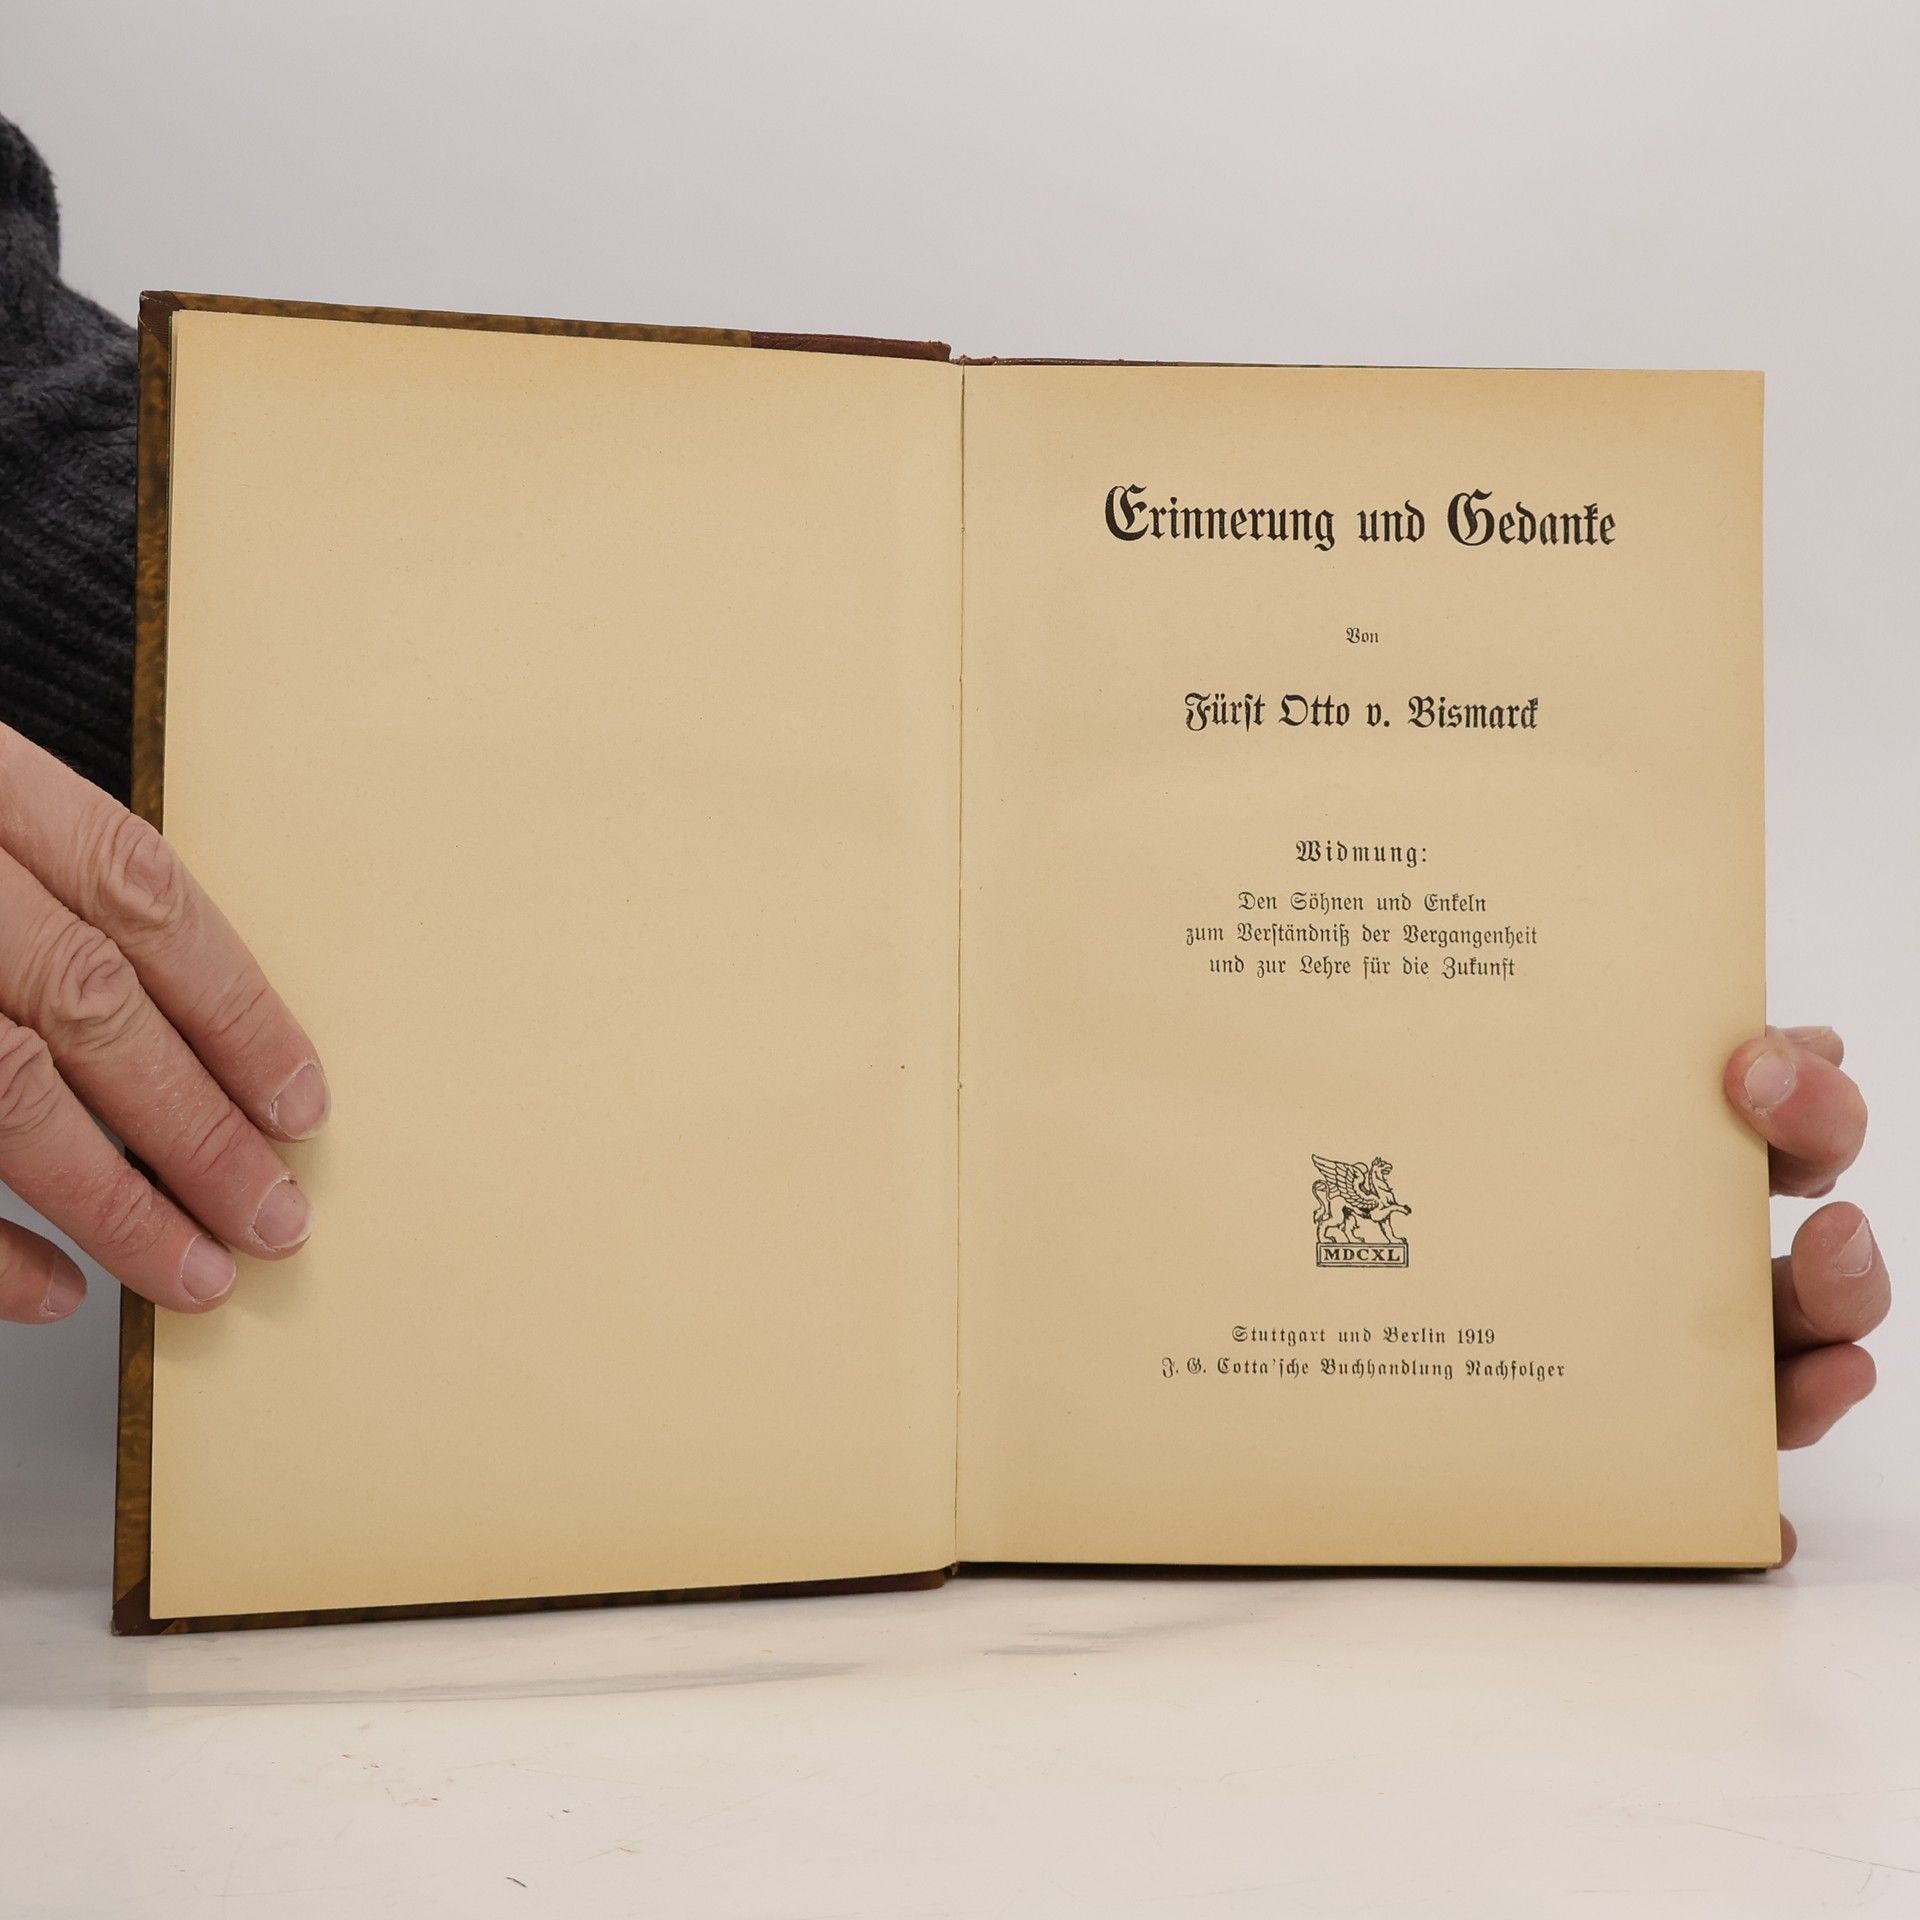 Erinnerung und Gedanke
Von
Fürst Otto v. Bismarck
Widmung:
Den Söhnen und Enkeln
zum Verständniß der Vergangenheit
und zur Lehre für die Zukunft
MDCXL
Stuttgart und Berlin 1919
J. G. Cotta'sche Buchhandlung Nachfolger